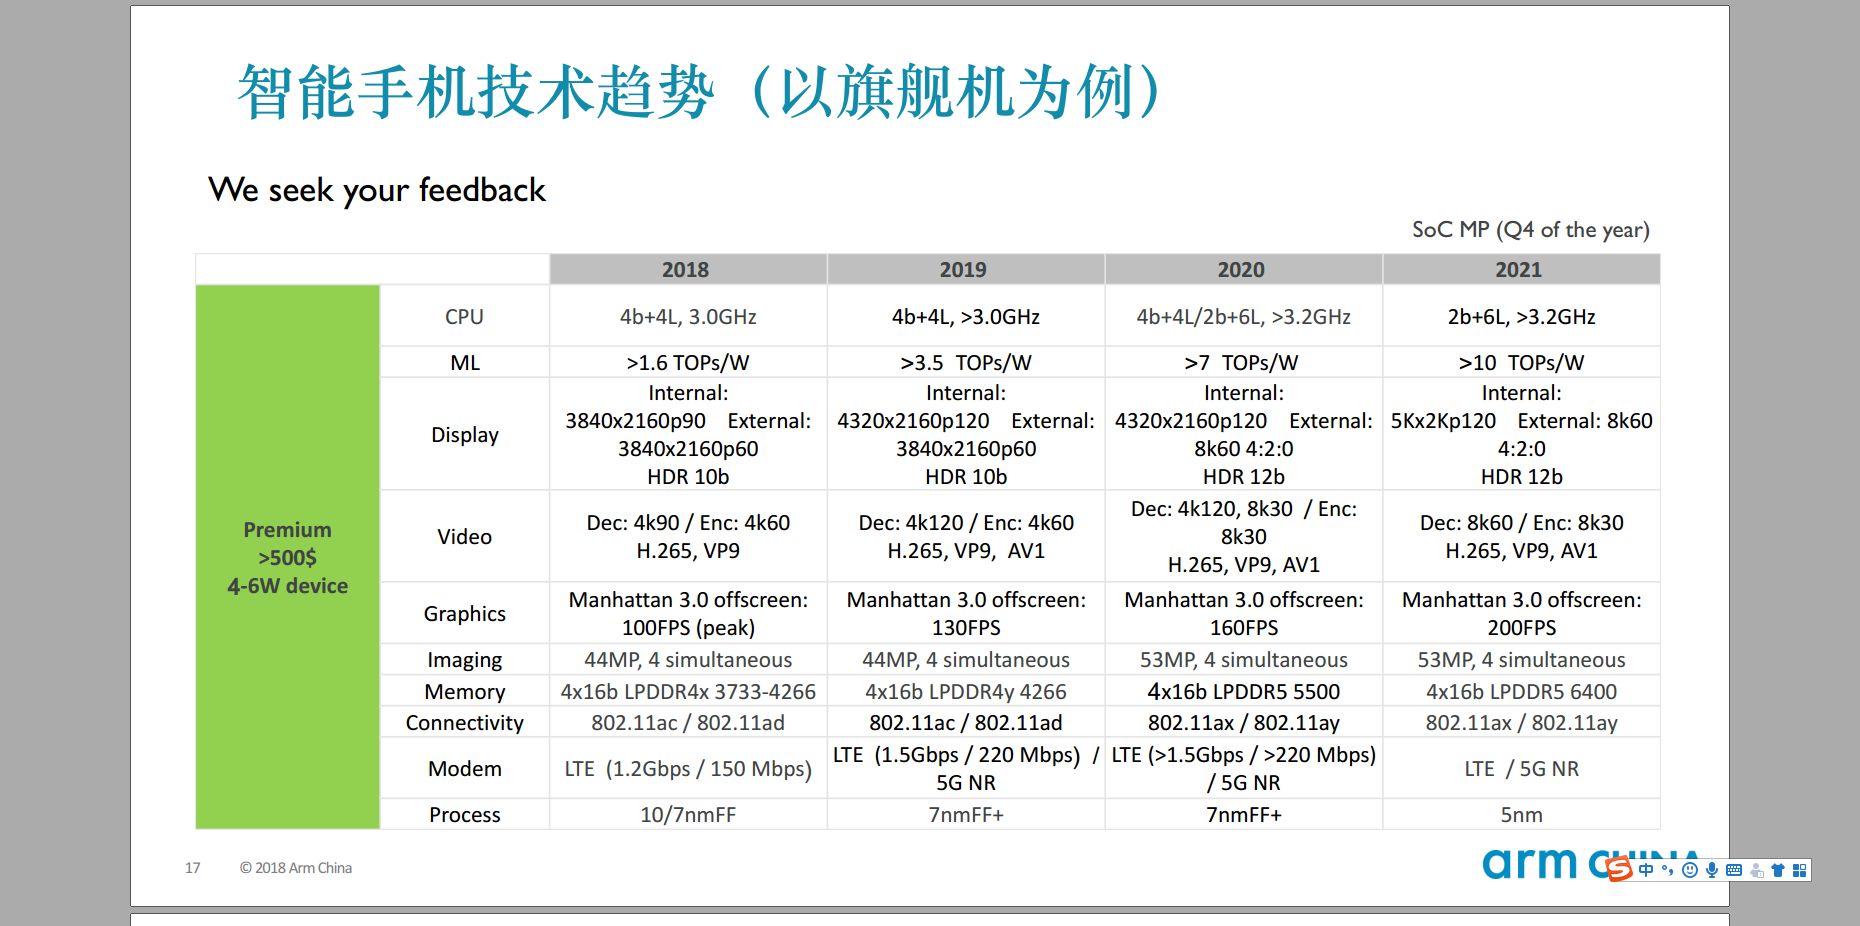 智能手机技术趋势（以旗舰机为例）
We seek your feedback
SoC MP (Q4 of the year)
2018 2019 2020 2021
Premium
>500$
4-6W device
CPU 4b+4L, 3.0GHz 4b+4L, >3.0GHz 4b+4L/2b+6L, >3.2GHz 2b+6L, >3.2GHz
ML >1.6 TOPs/W >3.5 TOPs/W >7 TOPs/W >10 TOPs/W
Display
Internal:
3840x2160p90 External:
3840x2160p60
HDR 10b
Internal:
4320x2160p120 External:
3840x2160p60
HDR 10b
Internal:
4320x2160p120 External:
8k60 4:2:0
HDR 12b
Internal:
5Kx2Kp120 External: 8k60
4:2:0
HDR 12b
Video
Dec: 4k90 / Enc: 4k60
H.265, VP9
Dec: 4k120 / Enc: 4k60
H.265, VP9, AV1
Dec: 4k120, 8k30 / Enc:
8k30
H.265, VP9, AV1
Dec: 8k60 / Enc: 8k30
H.265, VP9, AV1
Graphics
Manhattan 3.0 offscreen:
100FPS (peak)
Manhattan 3.0 offscreen:
130FPS
Manhattan 3.0 offscreen:
160FPS
Manhattan 3.0 offscreen:
200FPS
Imaging 44MP, 4 simultaneous 44MP, 4 simultaneous 53MP, 4 simultaneous 53MP, 4 simultaneous
Memory 4x16b LPDDR4x 3733-4266 4x16b LPDDR4y 4266 4x16b LPDDR5 5500 4x16b LPDDR5 6400
Connectivity 802.11ac / 802.11ad 802.11ac / 802.11ad 802.11ax / 802.11ay 802.11ax / 802.11ay
Modem
LTE (1.2Gbps / 150 Mbps)
LTE (1.5Gbps / 220 Mbps) /
5G NR
LTE (>1.5Gbps / >220 Mbps)
/ 5G NR
LTE / 5G NR
Process 10/7nmFF 7nmFF+ 7nmFF+ 5nm
17 © 2018 Arm China
arm CHINA
中